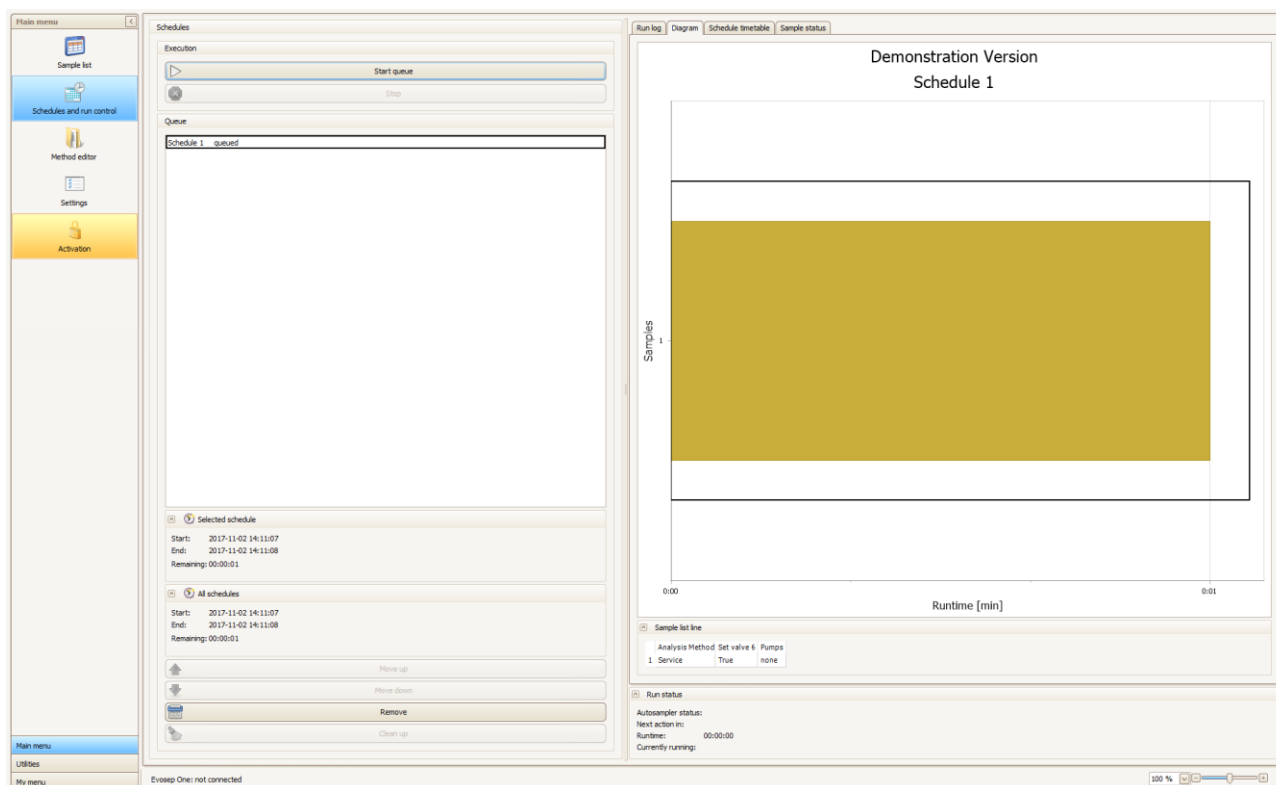 Main menu
Sample list
Schedules and run control
Method editor
Settings
Activation
Main menu
Utilities
My menu
Schedules
Execution
Start queue
Stop
Queue
Schedule 1 queued
Selected schedule
Start: 2017-11-02 14:11:07
End: 2017-11-02 14:11:08
Remaining: 00:00:01
All schedules
Start: 2017-11-02 14:11:07
End: 2017-11-02 14:11:08
Remaining: 00:00:01
Move up
Move down
Remove
Clean up
Run log Diagram Schedule timetable Sample status
Demonstration Version
Schedule 1
Samples
1
0:00 0:01
Runtime [min]
Sample list line
Analysis Method Set valve 6 Pumps
1 Service True none
Run status
Autosampler status:
Next action in:
Runtime: 00:00:00
Currently running:
Evosep One: not connected
100 %